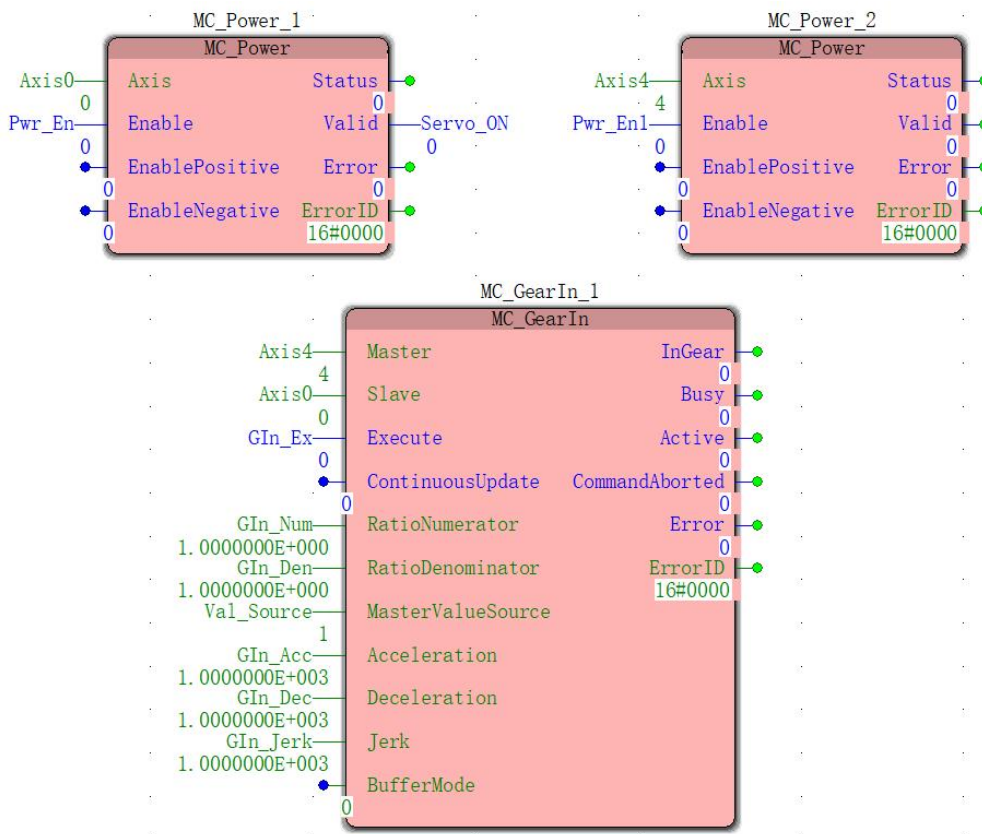 MC_Power_1
MC_Power
Axis0 Axis Status
0 0
Pwr_En Enable Valid Servo_ON
0 0 0
EnablePositive Error
0 0
EnableNegative ErrorID
0 16#0000
MC_Power_2
MC_Power
Axis4 Axis Status
4 0
Pwr_En1 Enable Valid
0 0
EnablePositive Error
0 0
EnableNegative ErrorID
0 16#0000
MC_GearIn_1
MC_GearIn
Axis4 Master InGear
4 0
Axis0 Slave Busy
0 0
GIn_Ex Execute Active
0 0
ContinuousUpdate CommandAborted
0 0
GIn_Num RatioNumerator Error
1.0000000E+000 0
GIn_Den RatioDenominator ErrorID
1.0000000E+000 16#0000
Val_Source MasterValueSource
1
GIn_Acc Acceleration
1.0000000E+003
GIn_Dec Deceleration
1.0000000E+003
GIn_Jerk Jerk
1.0000000E+003
BufferMode
0